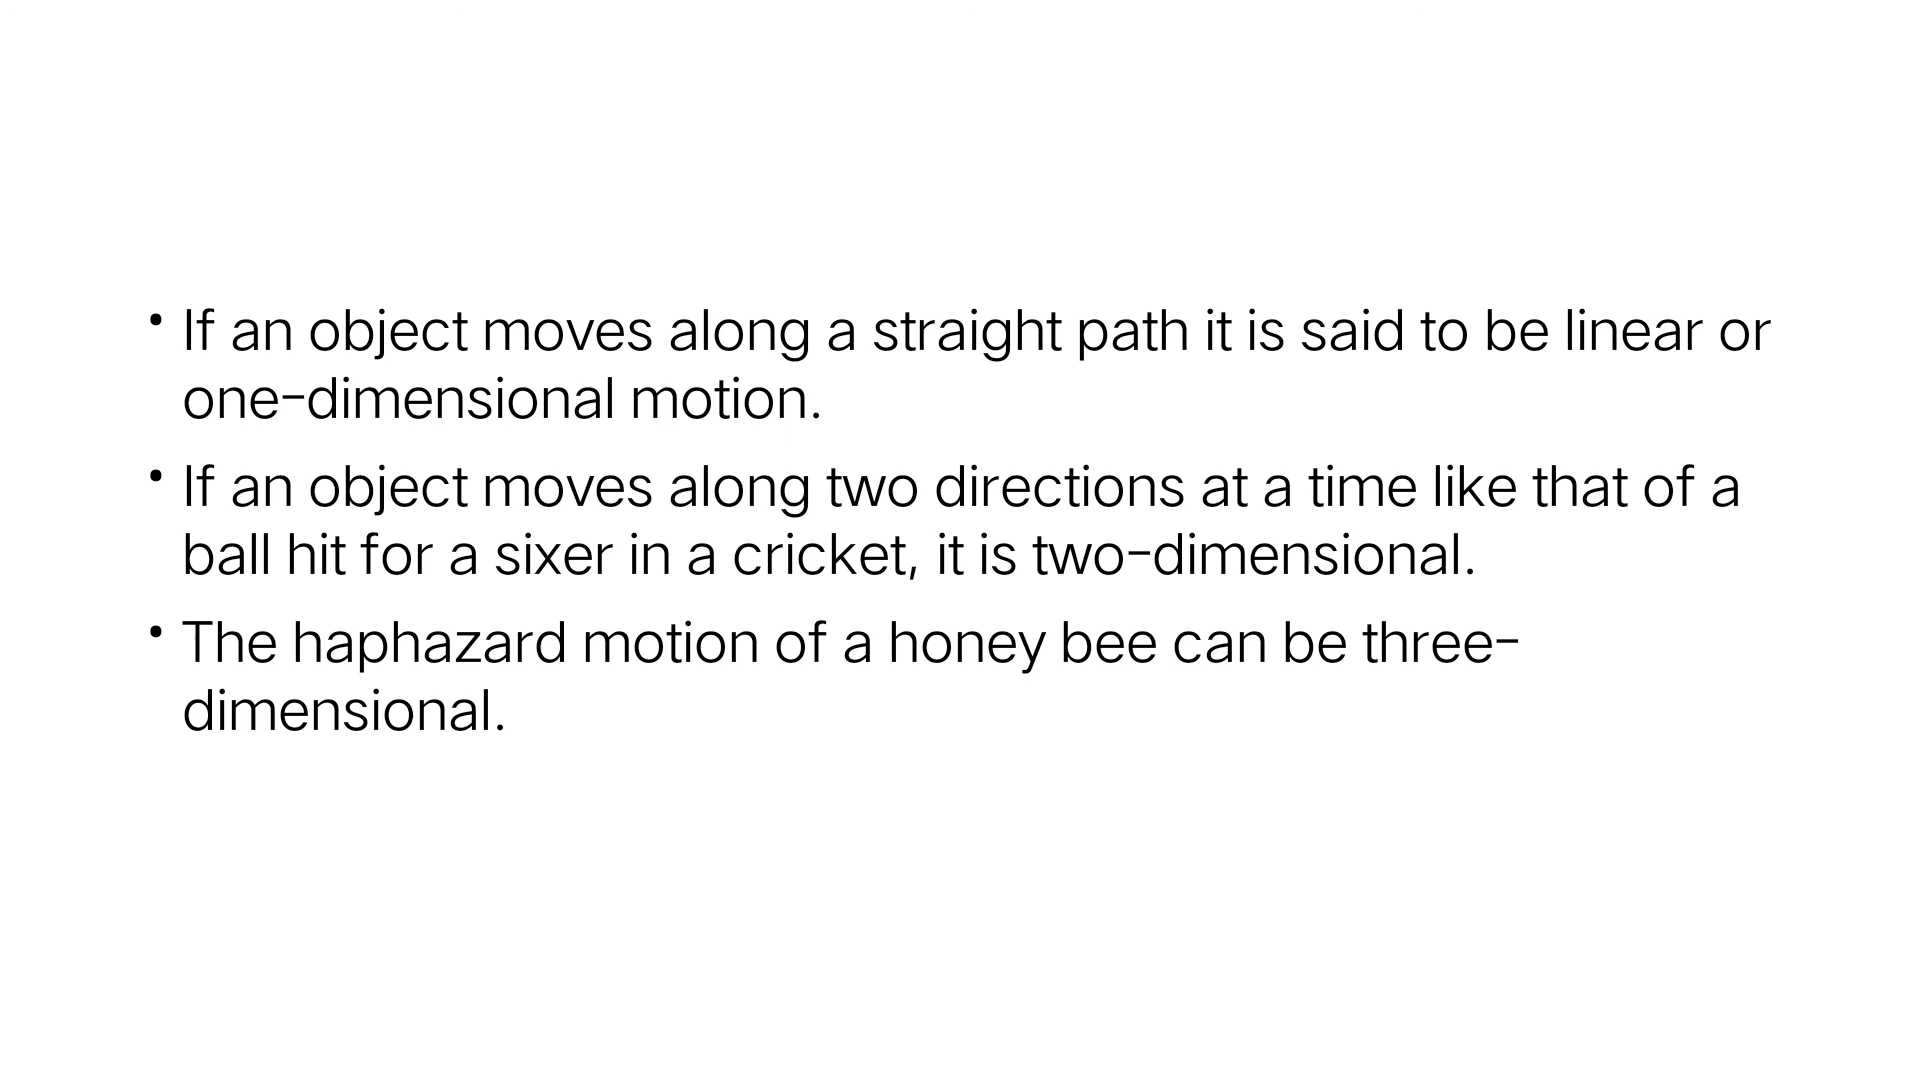 • If an object moves along a straight path it is said to be linear or
one-dimensional motion.
• If an object moves along two directions at a time like that of a
ball hit for a sixer in a cricket, it is two-dimensional.
• The haphazard motion of a honey bee can be three-
dimensional.